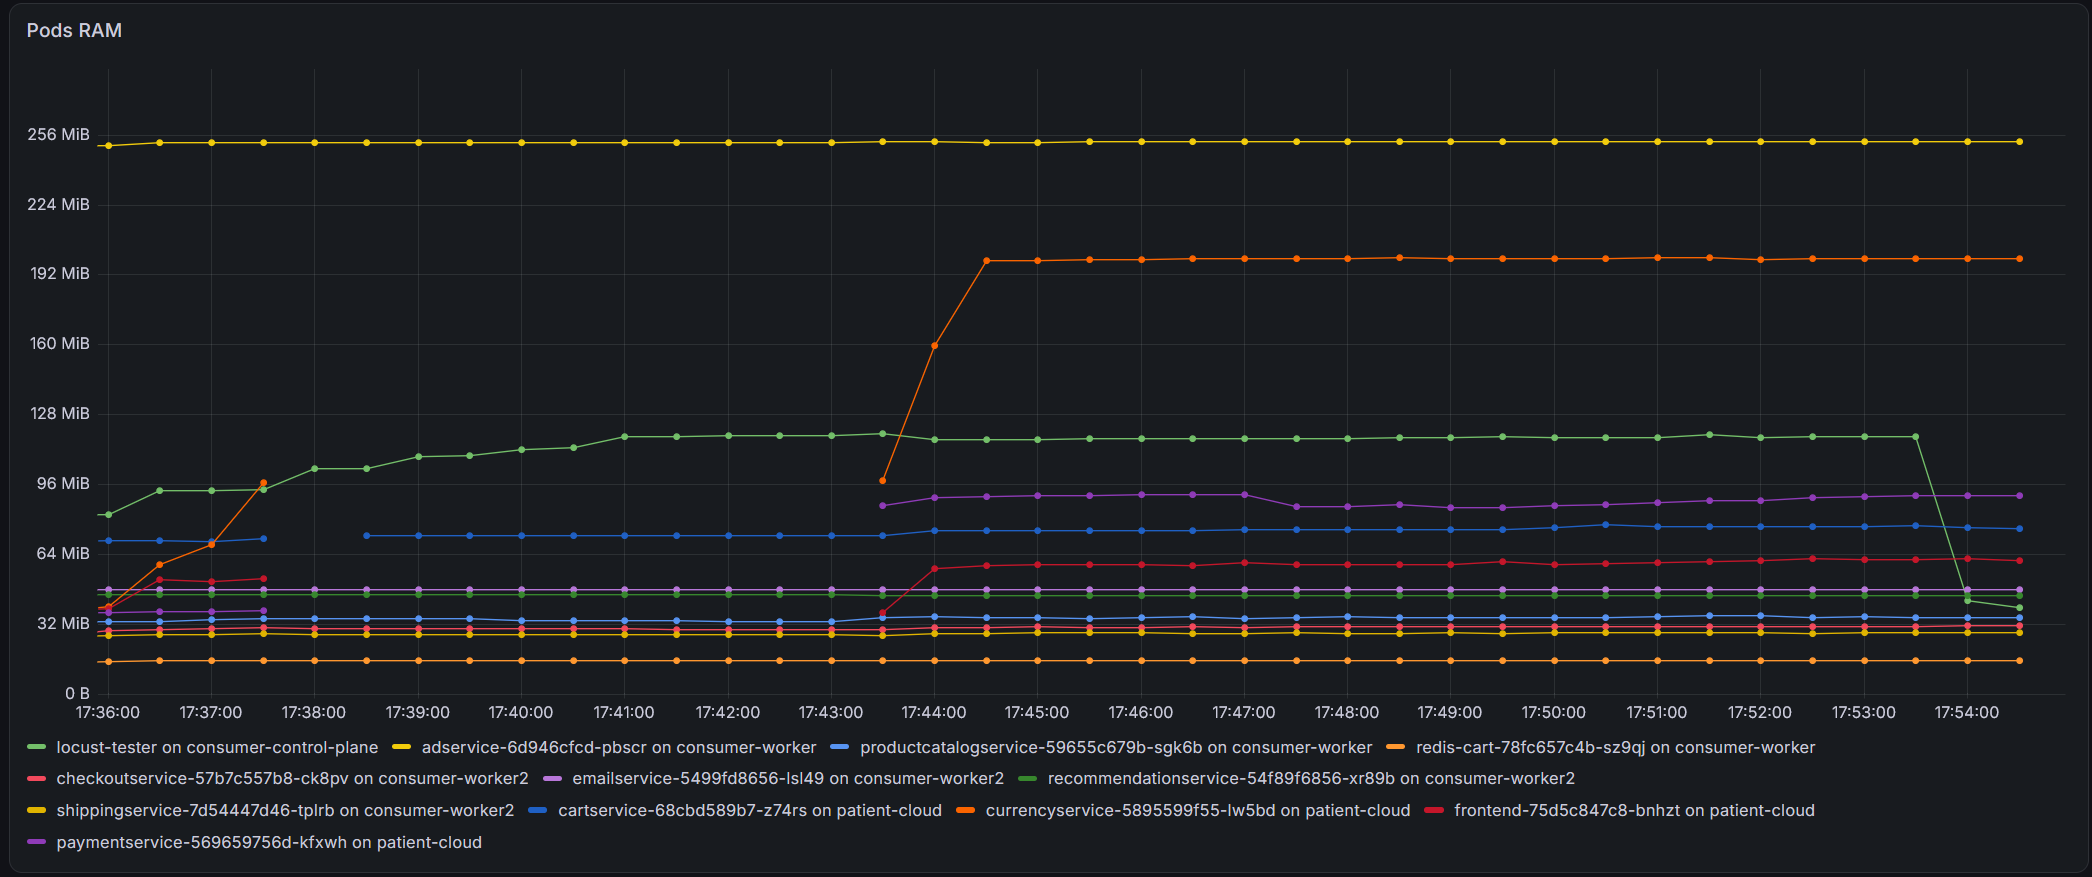 Pods RAM
256 MiB
224 MiB
192 MiB
160 MiB
128 MiB
96 MiB
64 MiB
32 MiB
0 B
17:36:00 17:37:00 17:38:00 17:39:00 17:40:00 17:41:00 17:42:00 17:43:00 17:44:00 17:45:00 17:46:00 17:47:00 17:48:00 17:49:00 17:50:00 17:51:00 17:52:00 17:53:00 17:54:00
locust-tester on consumer-control-plane adservice-6d946cfcd-pbscr on consumer-worker productcatalogservice-59655c679b-sgk6b on consumer-worker redis-cart-78fc657c4b-sz9qj on consumer-worker
checkoutservice-57b7c557b8-ck8pv on consumer-worker2 emailservice-5499fd8656-lsl49 on consumer-worker2 recommendationservice-54f89f6856-xr89b on consumer-worker2
shippingservice-7d54447d46-tplrb on consumer-worker2 cartservice-68cbd589b7-z74rs on patient-cloud currencyservice-5895599f55-lw5bd on patient-cloud frontend-75d5c847c8-bnhzt on patient-cloud
paymentservice-569659756d-kfxwh on patient-cloud